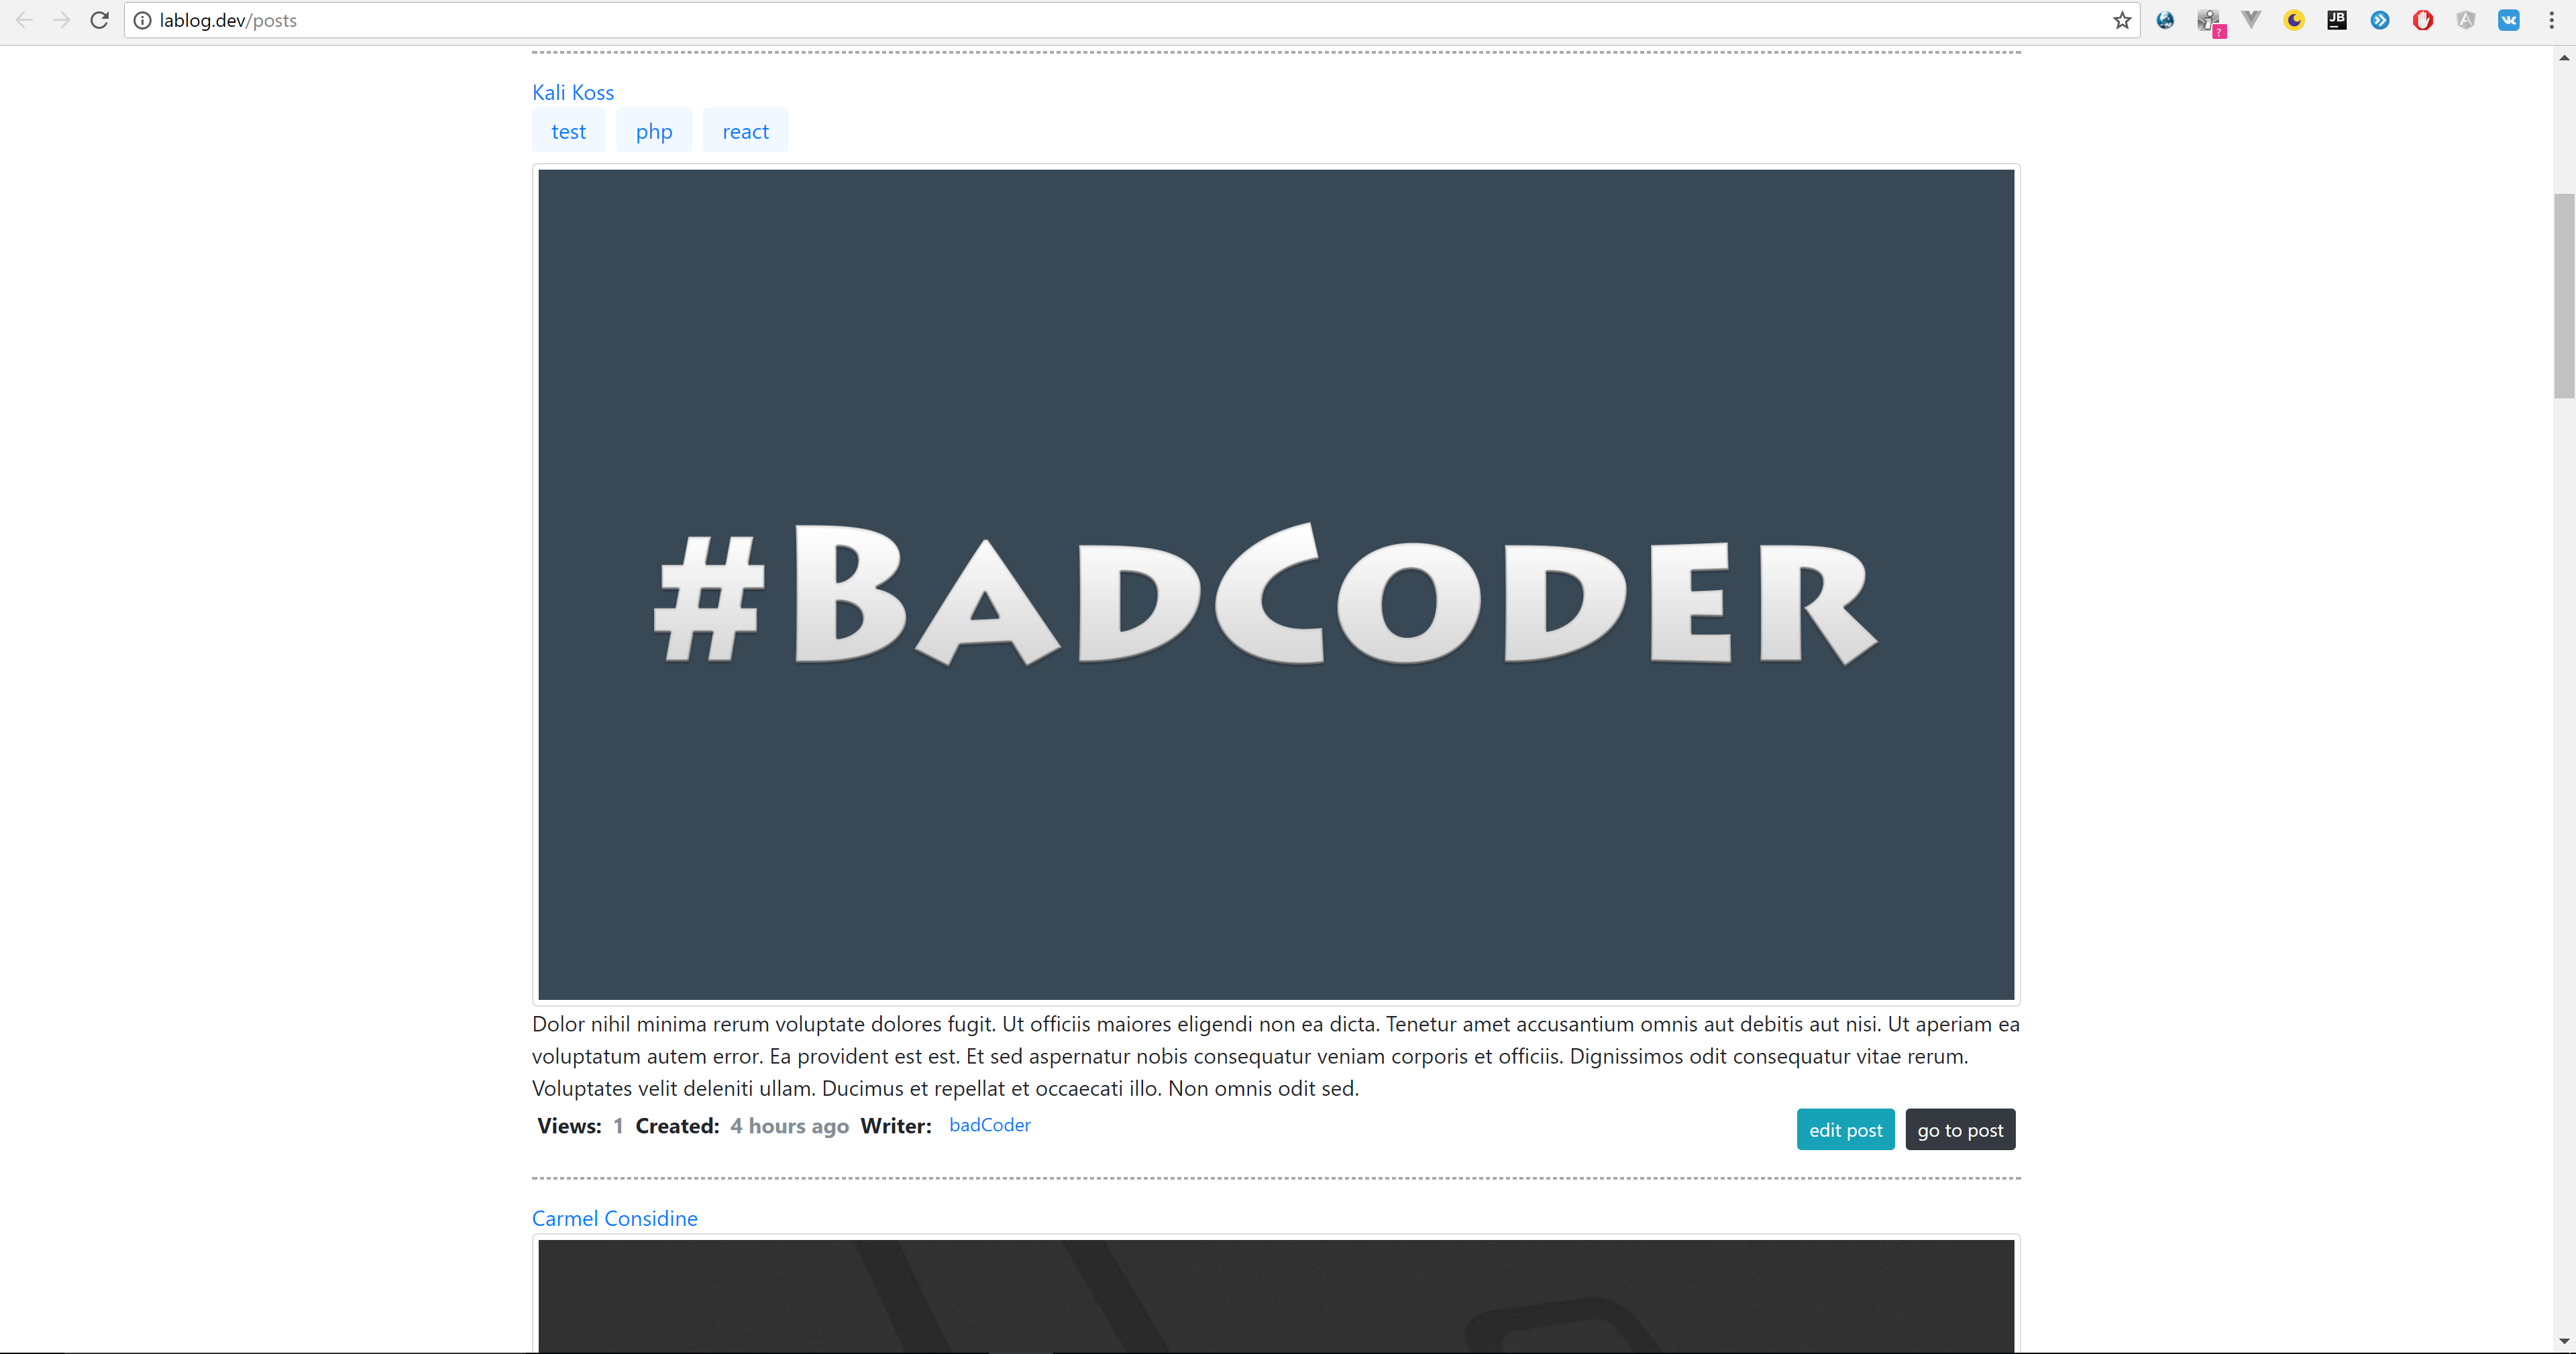 lablog.dev/posts
JB
?
Kali Koss
test php react
#BADCODER
Dolor nihil minima rerum voluptate dolores fugit. Ut officiis maiores eligendi non ea dicta. Tenetur amet accusantium omnis aut debitis aut nisi. Ut aperiam ea
voluptatum autem error. Ea provident est est. Et sed aspernatur nobis consequatur veniam corporis et officiis. Dignissimos odit consequatur vitae rerum.
Voluptates velit deleniti ullam. Ducimus et repellat et occaecati illo. Non omnis odit sed.
Views: 1 Created: 4 hours ago Writer: badCoder edit post go to post
Carmel Considine